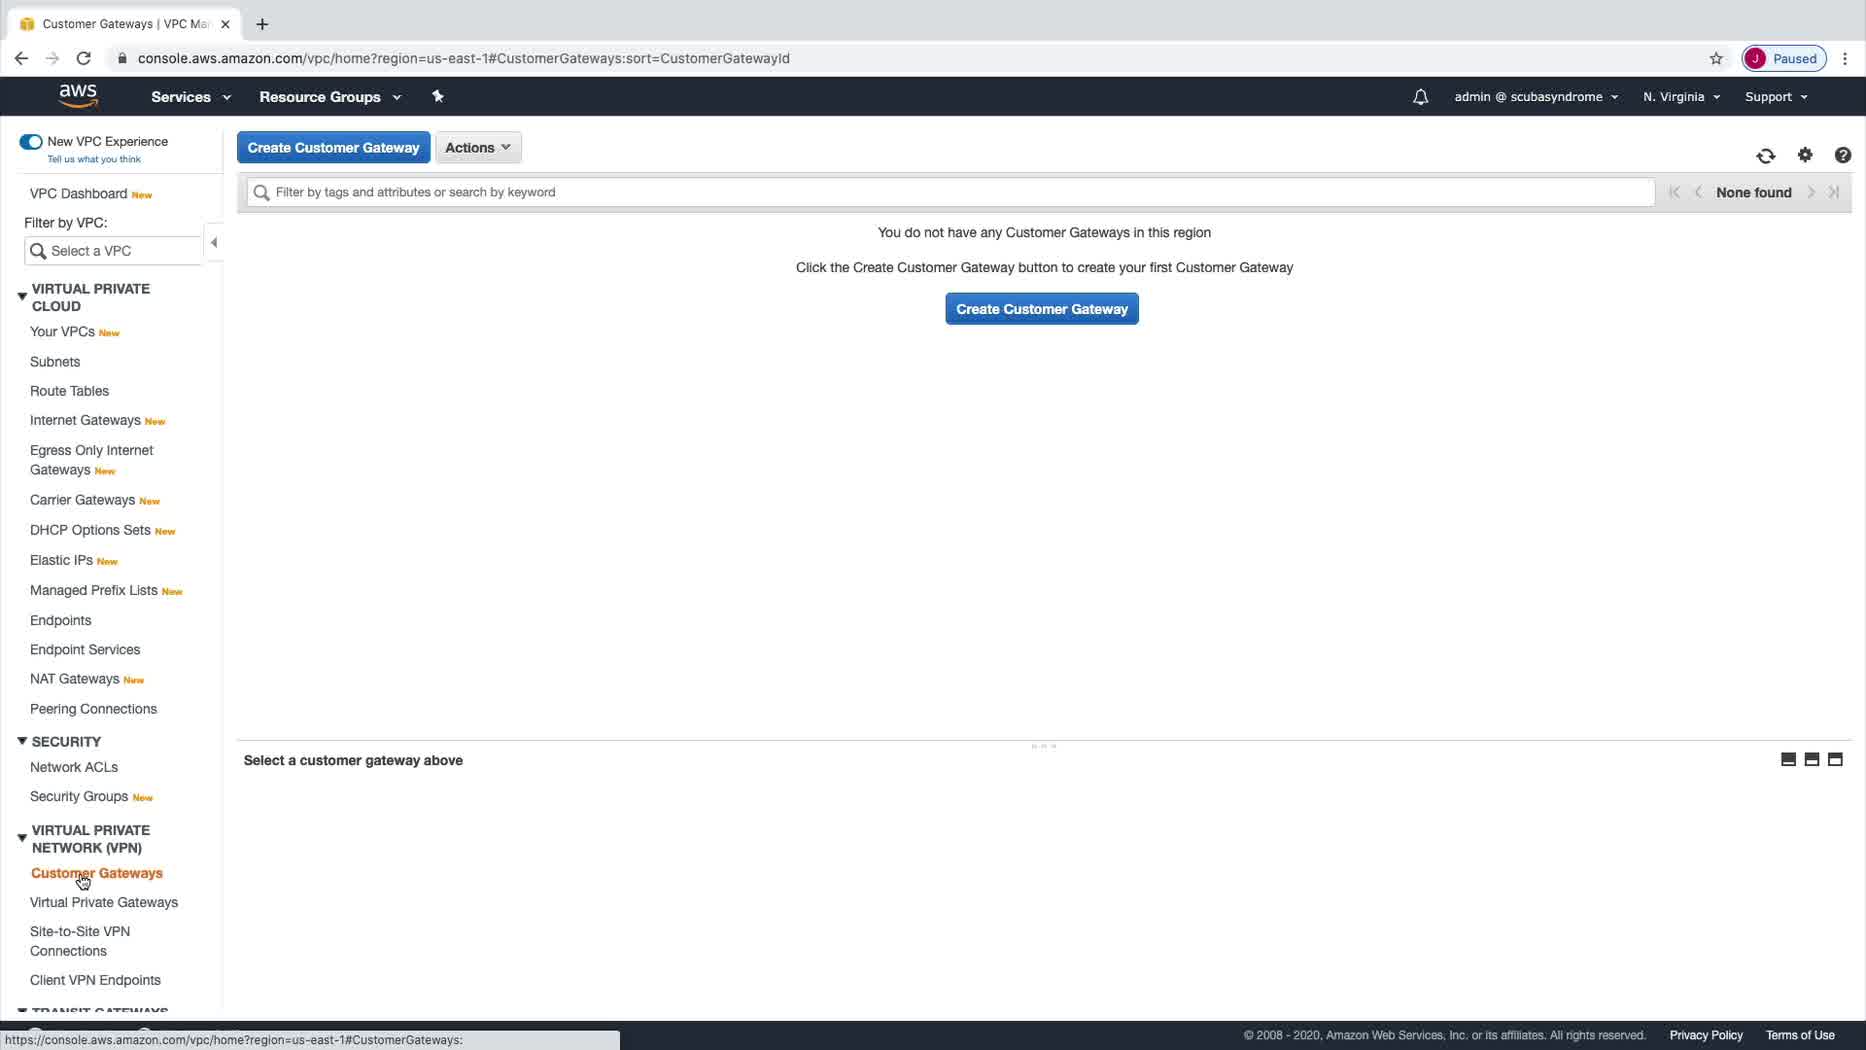 Customer Gateways | VPC Ma
console.aws.amazon.com/vpc/home?region=us-east-1#CustomerGateways:sort=CustomerGatewayId
J Paused
aws Services Resource Groups admin @ scubasyndrome N. Virginia Support
New VPC Experience
Tell us what you think
VPC Dashboard New
Filter by VPC:
Select a VPC
VIRTUAL PRIVATE
CLOUD
Your VPCs New
Subnets
Route Tables
Internet Gateways New
Egress Only Internet
Gateways New
Carrier Gateways New
DHCP Options Sets New
Elastic IPs New
Managed Prefix Lists New
Endpoints
Endpoint Services
NAT Gateways New
Peering Connections
SECURITY
Network ACLs
Security Groups New
VIRTUAL PRIVATE
NETWORK (VPN)
Customer Gateways
Virtual Private Gateways
Site-to-Site VPN
Connections
Client VPN Endpoints
TRANSIT GATEWAYS
Create Customer Gateway Actions
Filter by tags and attributes or search by keyword
None found
You do not have any Customer Gateways in this region
Click the Create Customer Gateway button to create your first Customer Gateway
Create Customer Gateway
Select a customer gateway above
https://console.aws.amazon.com/vpc/home?region=us-east-1#CustomerGateways:
© 2008 - 2020, Amazon Web Services, Inc. or its affiliates. All rights reserved. Privacy Policy Terms of Use